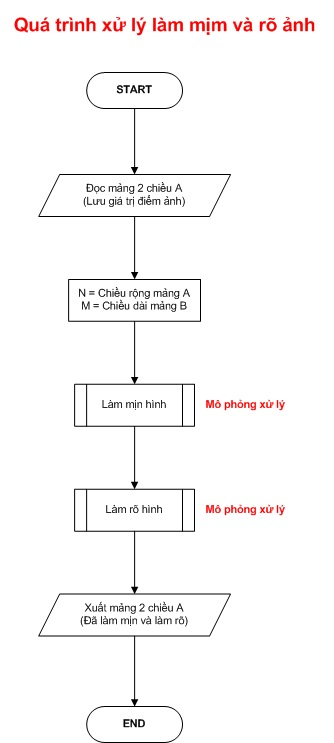 Quá trình xử lý làm mjm và rõ ảnh
START
Đọc mảng 2 chiều A
(Lưu giá trị điểm ảnh)
N = Chiều rộng mảng A
M = Chiều dài mảng B
Làm mịn hình
Mô phỏng xử lý
Làm rõ hình
Mô phỏng xử lý
Xuất mảng 2 chiều A
(Đã làm mịn và làm rõ)
END